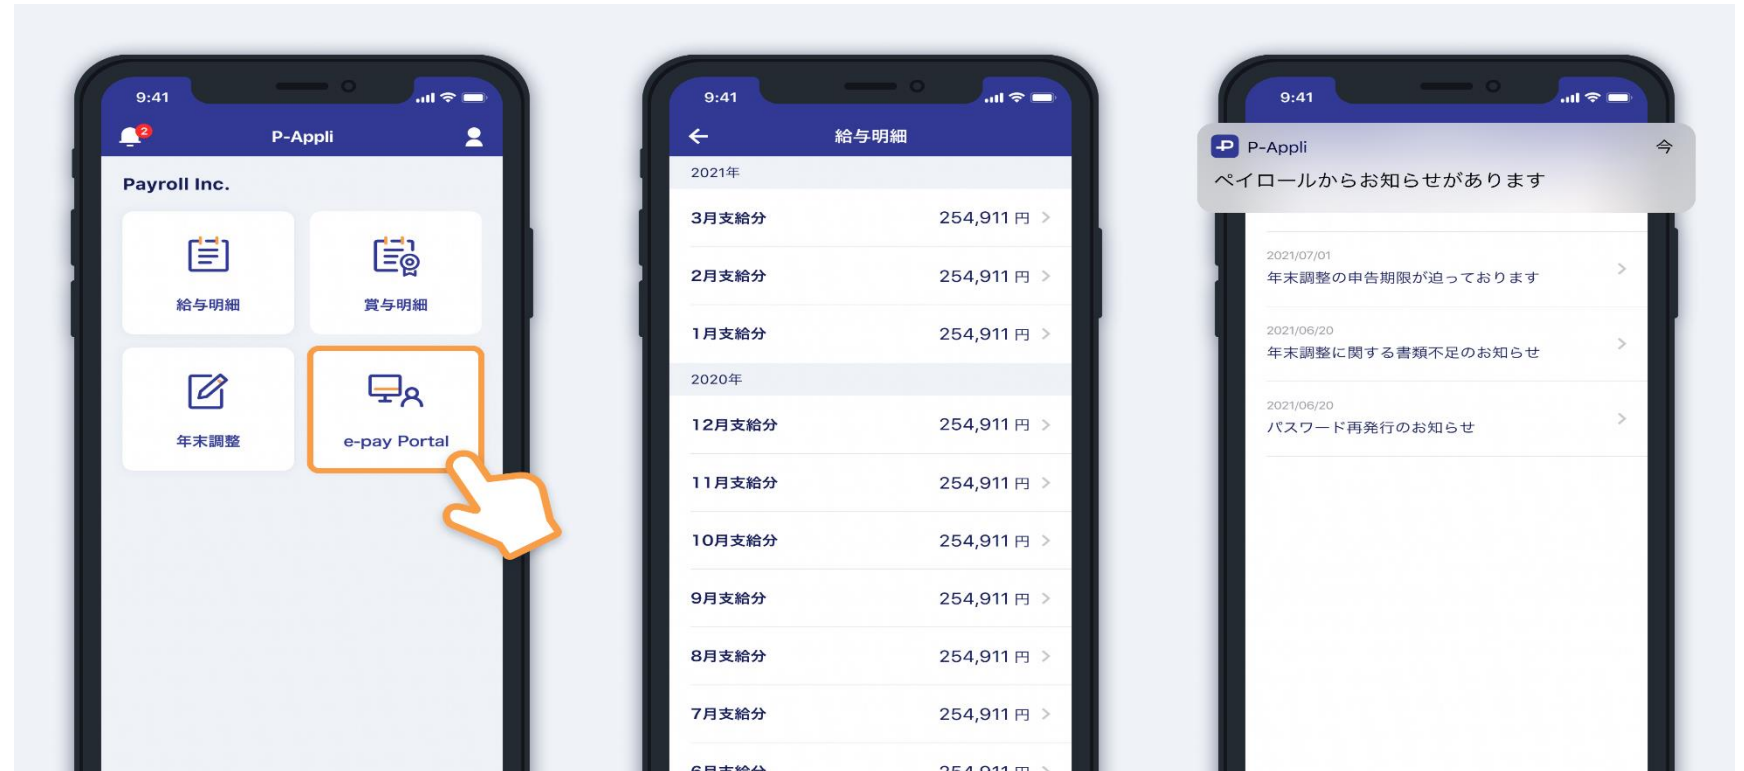 9:41
2
P-Appli
Payroll Inc.
給与明細
賞与明細
年末調整
e-pay Portal
9:41
給与明細
2021年
3月支給分 254,911 円
2月支給分 254,911 円
1月支給分 254,911 円
2020年
12月支給分 254,911 円
11月支給分 254,911 円
10月支給分 254,911 円
9月支給分 254,911 円
8月支給分 254,911 円
7月支給分 254,911 円
6月支給分 254,911 円
9:41
P-Appli 今
ペイロールからお知らせがあります
2021/07/01
年末調整の申告期限が迫っております
2021/06/20
年末調整に関する書類不足のお知らせ
2021/06/20
パスワード再発行のお知らせ